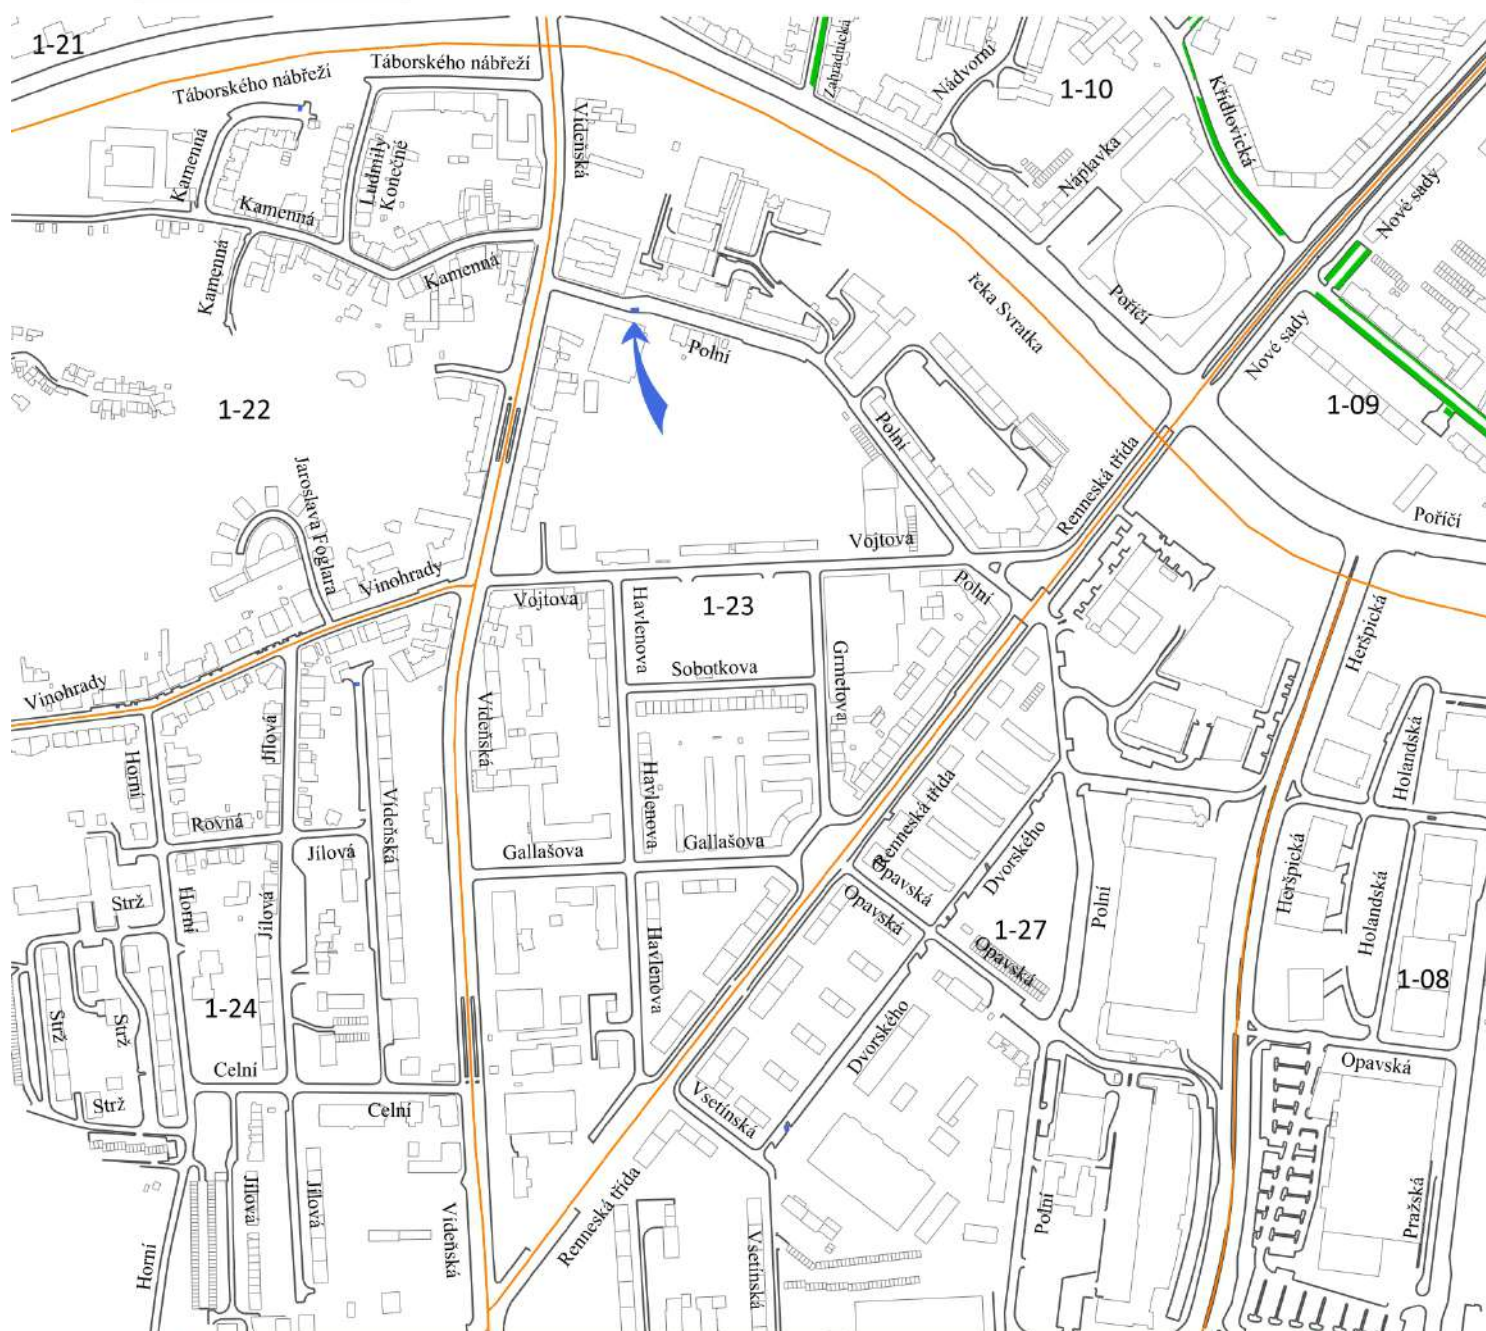 1-21
Táborského nábřeží
Táborského nábřeží
Zahradnická
Nádvorní
1-10
Křídlovická
Kamenná
Ludmily
Konečné
Vídeňská
Náplavka
Nové sady
Kamenná
Kamenná
Kamenná
řeka Svratka
Poříčí
Nové sady
Polní
1-22
1-09
Polní
Renneská třída
Poříčí
Jaroslava Foglara
Vojtova
Vinohrady
Vojtova
Havlenova
1-23
Polní
Heršpická
Vinohrady
Sobotkova
Grmelova
Jílová
Vídeňská
Horní
Holandská
Rovná
Vídeňská
Havlenova
Renneská třída
Jílová
Gallašova
Gallašova
Dvorského
Opavská
Heršpická
Strž
Horní
Jílová
Opavská
Polní
Holandská
Havlenova
1-27
Opavská
1-24
1-08
Strž
Strž
Dvorského
Celní
Opavská
Strž
Celní
Vsetínská
Jílová
Jílová
Renneská třída
Polní
Pražská
Horní
Vídeňská
Vsetínská